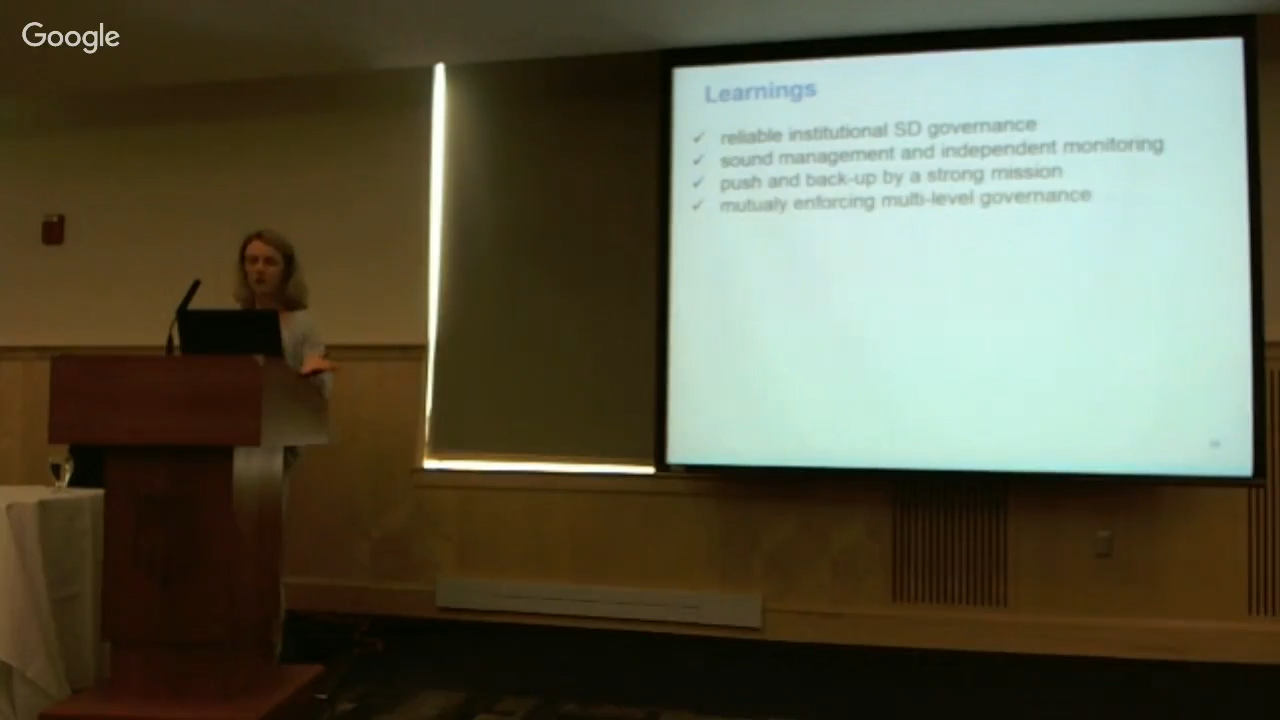 Google
Learnings
✓ reliable institutional SD governance
✓ sound management and independent monitoring
✓ push and back-up by a strong mission
✓ mutualy enforcing multi-level governance